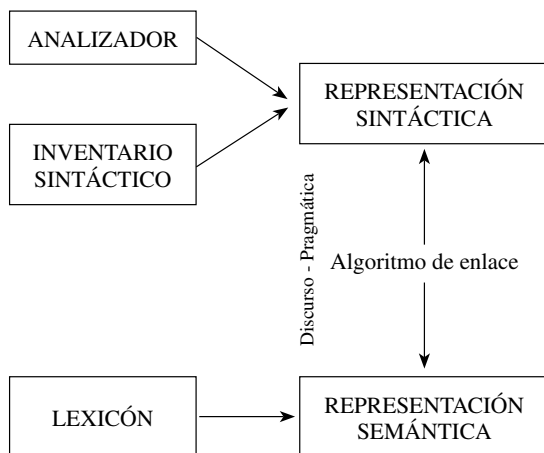 ANALIZADOR
REPRESENTACIÓN
SINTÁCTICA
INVENTARIO
SINTÁCTICO
Discurso - Pragmática
Algoritmo de enlace
LEXICÓN
REPRESENTACIÓN
SEMÁNTICA